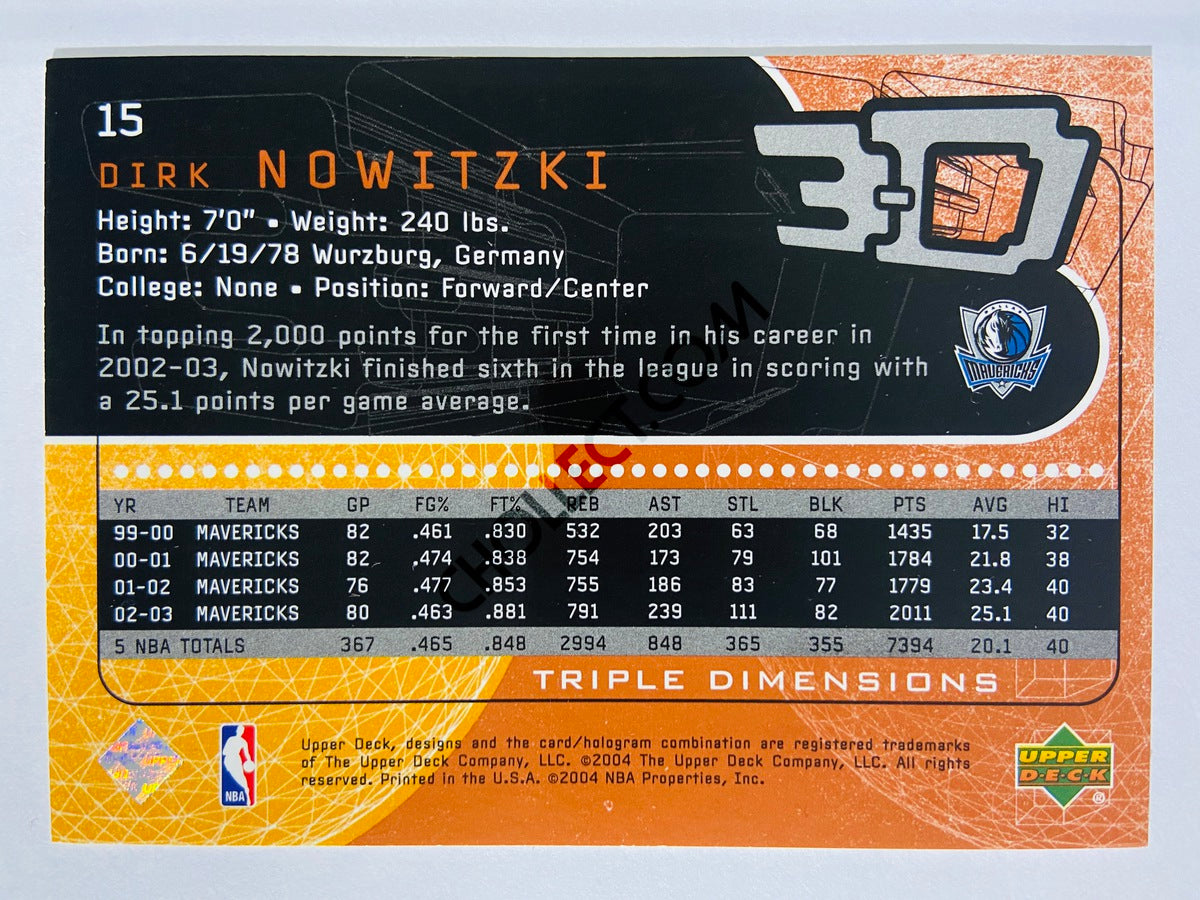 15
3-D
DIRK NOWITZKI
Height: 7'0" • Weight: 240 lbs.
Born: 6/19/78 Wurzburg, Germany
College: None • Position: Forward/Center
In topping 2,000 points for the first time in his career in
2002-03, Nowitzki finished sixth in the league in scoring with
a 25.1 points per game average.
DALLAS
MAVERICKS
CHOLLECT.COM
YR TEAM GP FG% FT% REB AST STL BLK PTS AVG HI
99-00 MAVERICKS 82 .461 .830 532 203 63 68 1435 17.5 32
00-01 MAVERICKS 82 .474 .838 754 173 79 101 1784 21.8 38
01-02 MAVERICKS 76 .477 .853 755 186 83 77 1779 23.4 40
02-03 MAVERICKS 80 .463 .881 791 239 111 82 2011 25.1 40
5 NBA TOTALS 367 .465 .848 2994 848 365 355 7394 20.1 40
TRIPLE DIMENSIONS
Upper Deck, designs and the card/hologram combination are registered trademarks
of The Upper Deck Company, LLC. ©2004 The Upper Deck Company, LLC. All rights
reserved. Printed in the U.S.A. ©2004 NBA Properties, Inc.
NBA
UPPER
D·E·C·K
®